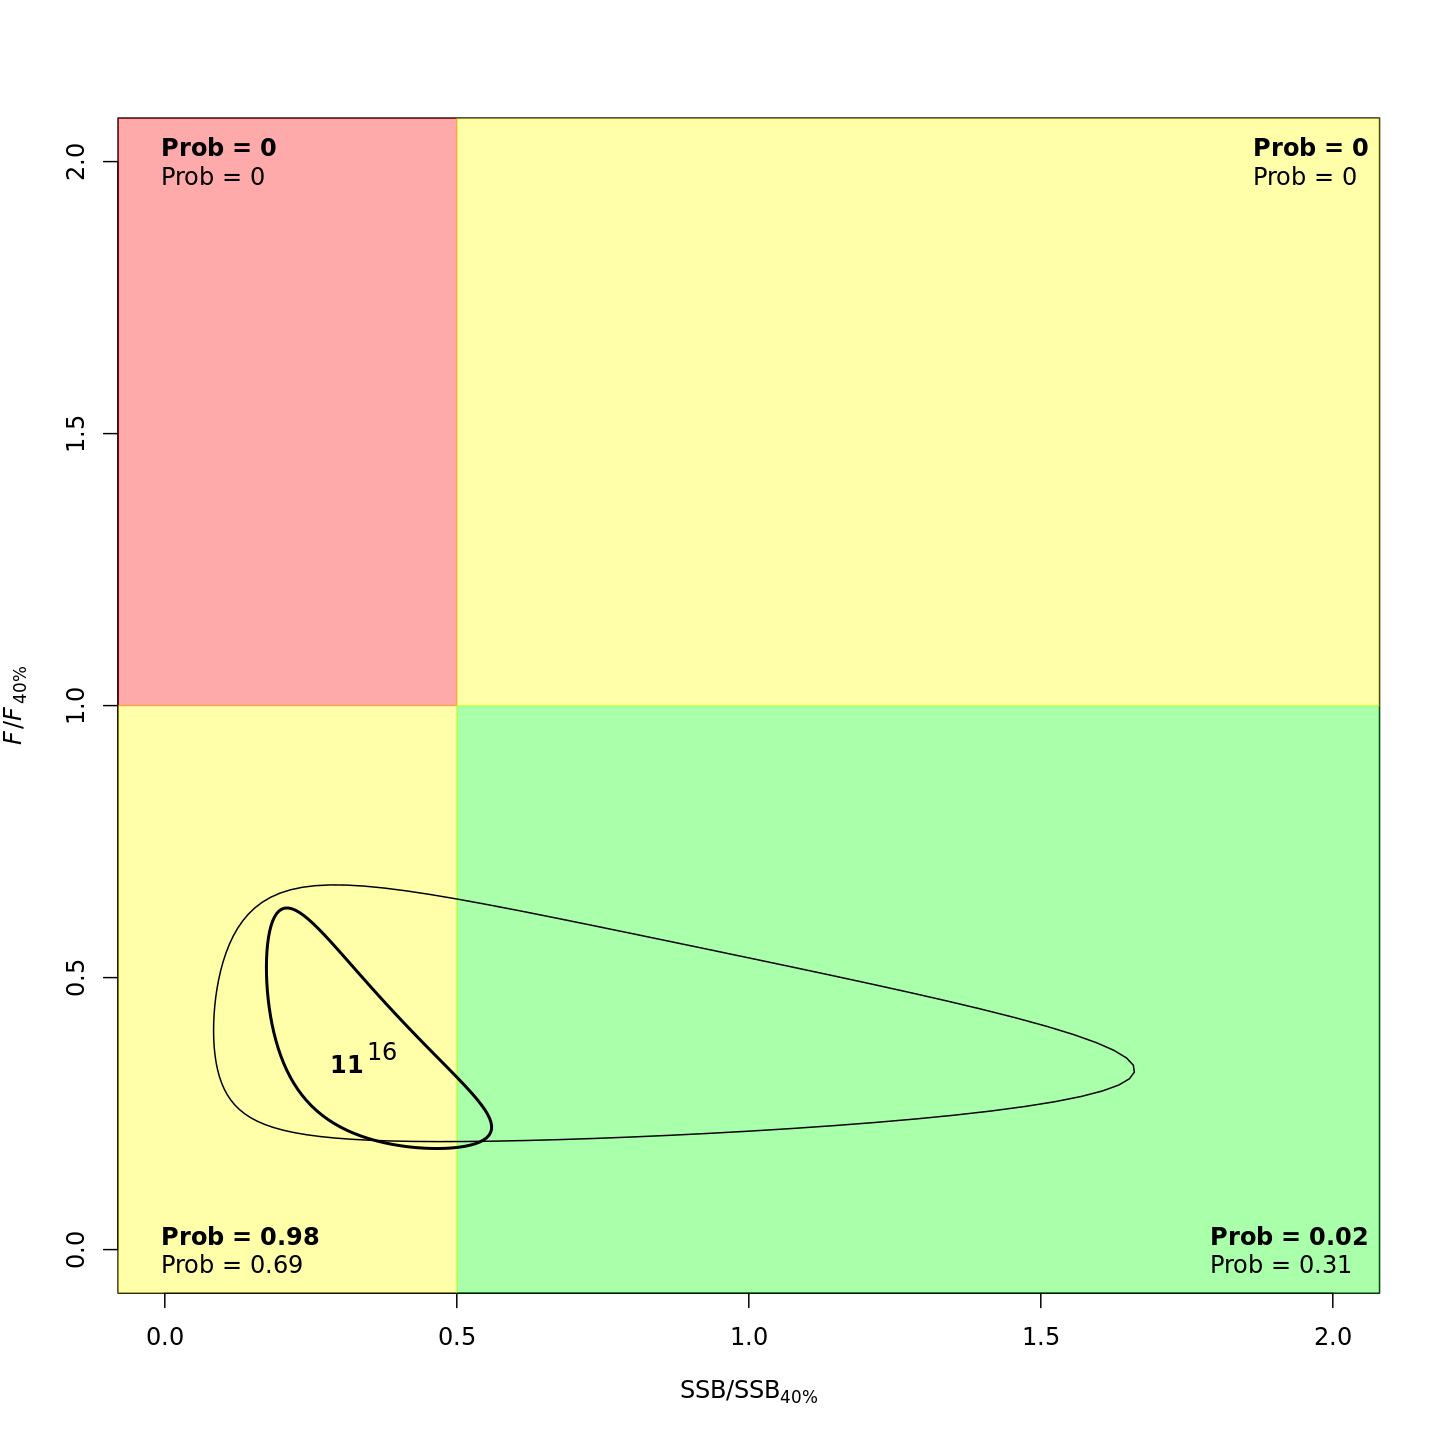 Prob = 0
Prob = 0
Prob = 0
Prob = 0
2.0
1.5
1.0
0.5
0.0
F/F40%
11
16
Prob = 0.98
Prob = 0.69
Prob = 0.02
Prob = 0.31
0.0 0.5 1.0 1.5 2.0
SSB/SSB40%